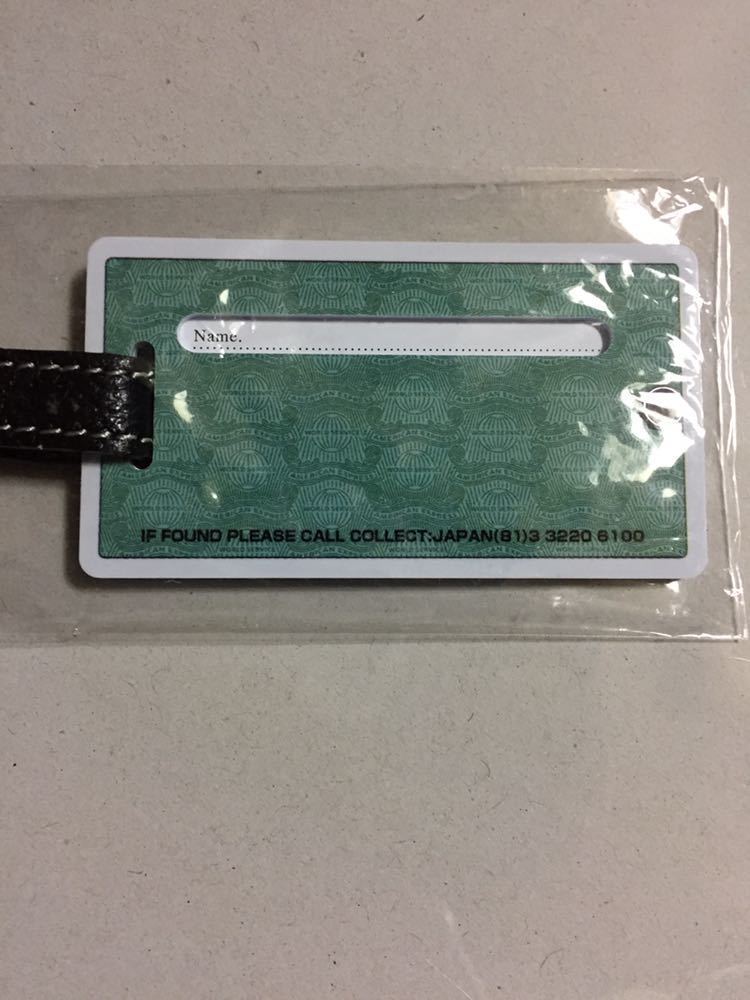 Name.
IF FOUND PLEASE CALL COLLECT:JAPAN(81)3 3220 6100